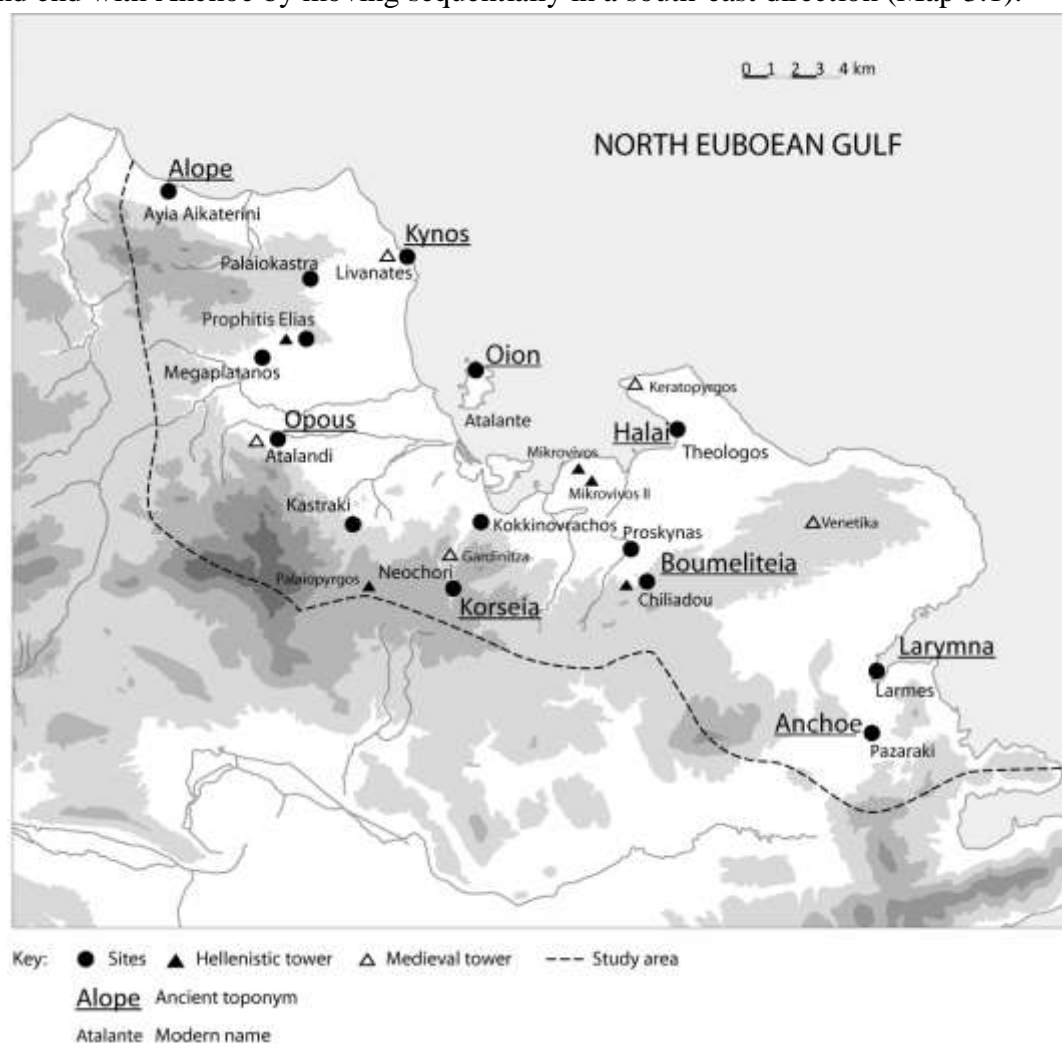 nd end with Anchoe by moving sequentially in a south-east direction (Map 3.1).
0 1 2 3 4 km
NORTH EUBOEAN GULF
Alope
Ayia Aikaterini
Kynos
Livanates
Palaiokastra
Prophitis Elias
Megaplatanos
Oion
Atalante
Keratopyrgos
Opous
Atalandi
Halai
Theologos
Mikrovivos
Mikrovivos II
Kastraki
Kokkinovrachos
Proskynas
Venetika
Gardinitza
Boumeliteia
Palaiopyrgos
Neochori
Chiliadou
Korseia
Larymna
Larmes
Anchoe
Pazaraki
Key: Sites Hellenistic tower Medieval tower Study area
Alope Ancient toponym
Atalante Modern name